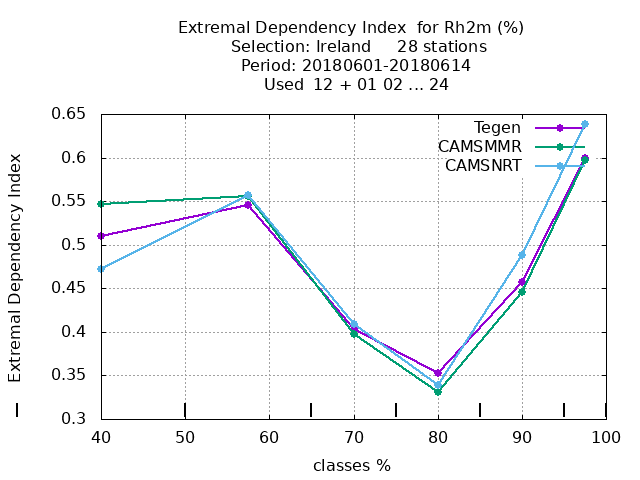 Extremal Dependency Index  for Rh2m (%)
Selection: Ireland     28 stations
Period: 20180601-20180614
Used  12 + 01 02 ... 24
Extremal Dependency Index
0.65
0.6
0.55
0.5
0.45
0.4
0.35
0.3
Tegen
CAMSMMR
CAMSNRT
40 50 60 70 80 90 100
classes %